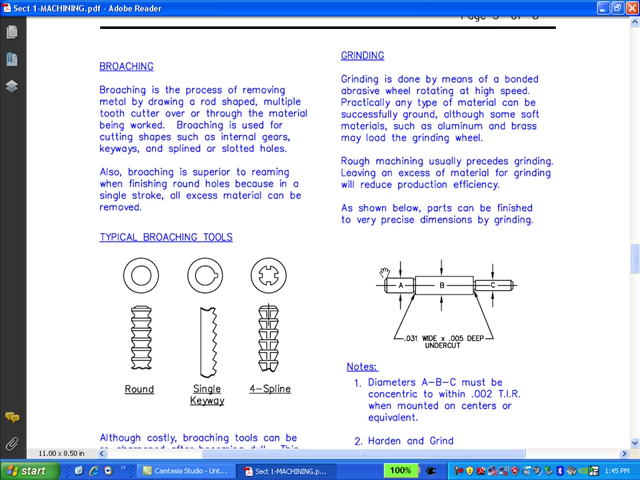 Sect 1-MACHINING.pdf - Adobe Reader
BROACHING
Broaching is the process of removing
metal by drawing a rod shaped, multiple
tooth cutter over or through the material
being worked. Broaching is used for
cutting shapes such as internal gears,
keyways, and splined or slotted holes.
Also, broaching is superior to reaming
when finishing round holes because in a
single stroke, all excess material can be
removed.
TYPICAL BROACHING TOOLS
Round
Single
Keyway
4-Spline
Although costly, broaching tools can be
GRINDING
Grinding is done by means of a bonded
abrasive wheel rotating at high speed.
Practically any type of material can be
successfully ground, although some soft
materials, such as aluminum and brass
may load the grinding wheel.
Rough machining usually precedes grinding.
Leaving an excess of material for grinding
will reduce production efficiency.
As shown below, parts can be finished
to very precise dimensions by grinding.
A
B
C
.031 WIDE x .005 DEEP
UNDERCUT
Notes:
1. Diameters A-B-C must be
concentric to within .002 T.I.R.
when mounted on centers or
equivalent.
2. Harden and Grind
11.00 x 8.50 in
start
Camtasia Studio - Unt...
Sect 1-MACHINING.p...
100%
1:45 PM